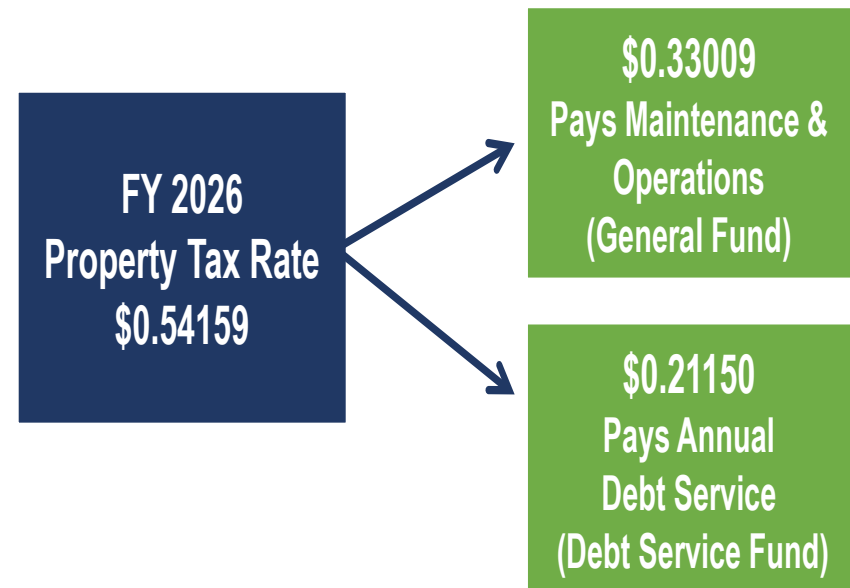 FY 2026
Property Tax Rate
$0.54159
$0.33009
Pays Maintenance &
Operations
(General Fund)
$0.21150
Pays Annual
Debt Service
(Debt Service Fund)